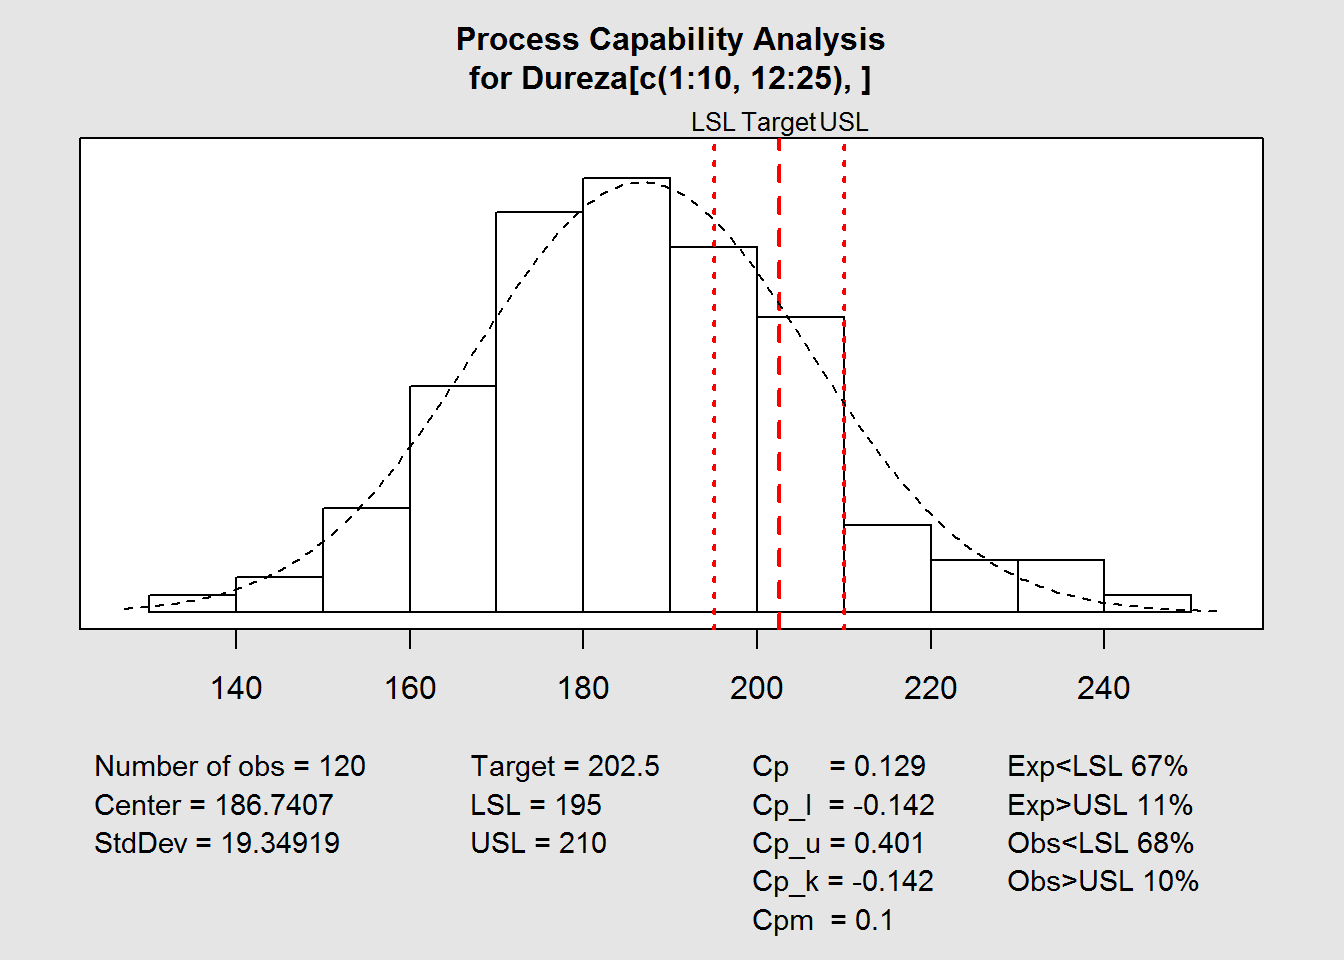 Process Capability Analysis
for Dureza[c(1:10, 12:25), ]
LSL Target USL
140 160 180 200 220 240
Number of obs = 120 Target = 202.5 Cp = 0.129 Exp<LSL 67%
Center = 186.7407 LSL = 195 Cp_l = -0.142 Exp>USL 11%
StdDev = 19.34919 USL = 210 Cp_u = 0.401 Obs<LSL 68%
Cp_k = -0.142 Obs>USL 10%
Cpm = 0.1